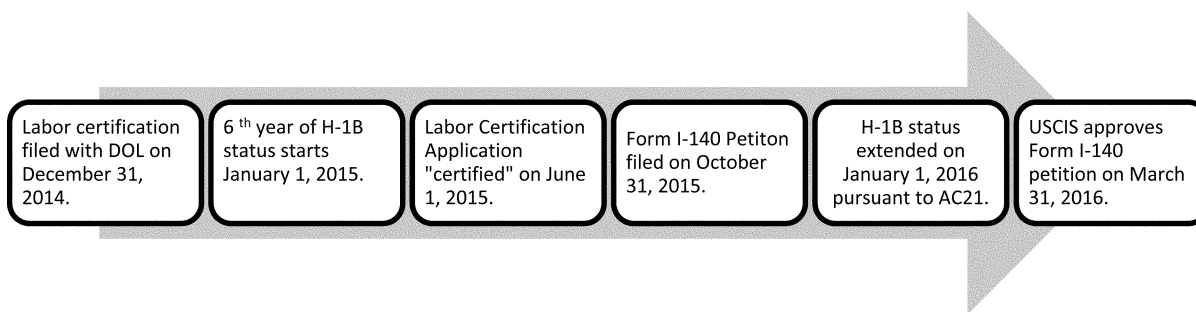 Labor certification
filed with DOL on
December 31,
2014.
6 th year of H-1B
status starts
January 1, 2015.
Labor Certification
Application
"certified" on June
1, 2015.
Form I-140 Petiton
filed on October
31, 2015.
H-1B status
extended on
January 1, 2016
pursuant to AC21.
USCIS approves
Form I-140
petition on March
31, 2016.